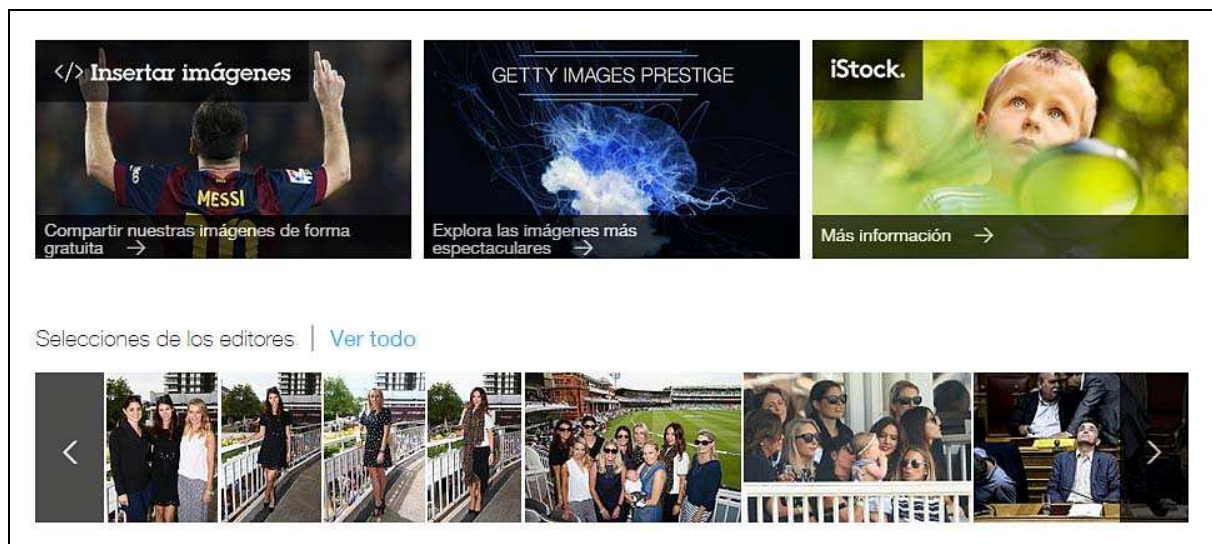 </> Insertar imágenes
MESSI
10
Compartir nuestras imágenes de forma
gratuita →
GETTY IMAGES PRESTIGE
Explora las imágenes más
espectaculares →
iStock.
Más información →
Selecciones de los editores | Ver todo